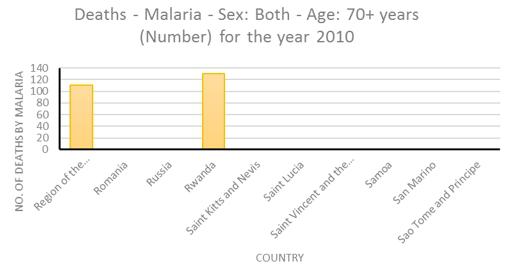 Deaths - Malaria - Sex: Both - Age: 70+ years
(Number) for the year 2010
NO. OF DEATHS BY MALARIA
140
120
100
80
60
40
20
0
Region of the...
Romania
Russia
Rwanda
Saint Kitts and Nevis
Saint Lucia
Saint Vincent and the...
Samoa
San Marino
Sao Tome and Principe
COUNTRY